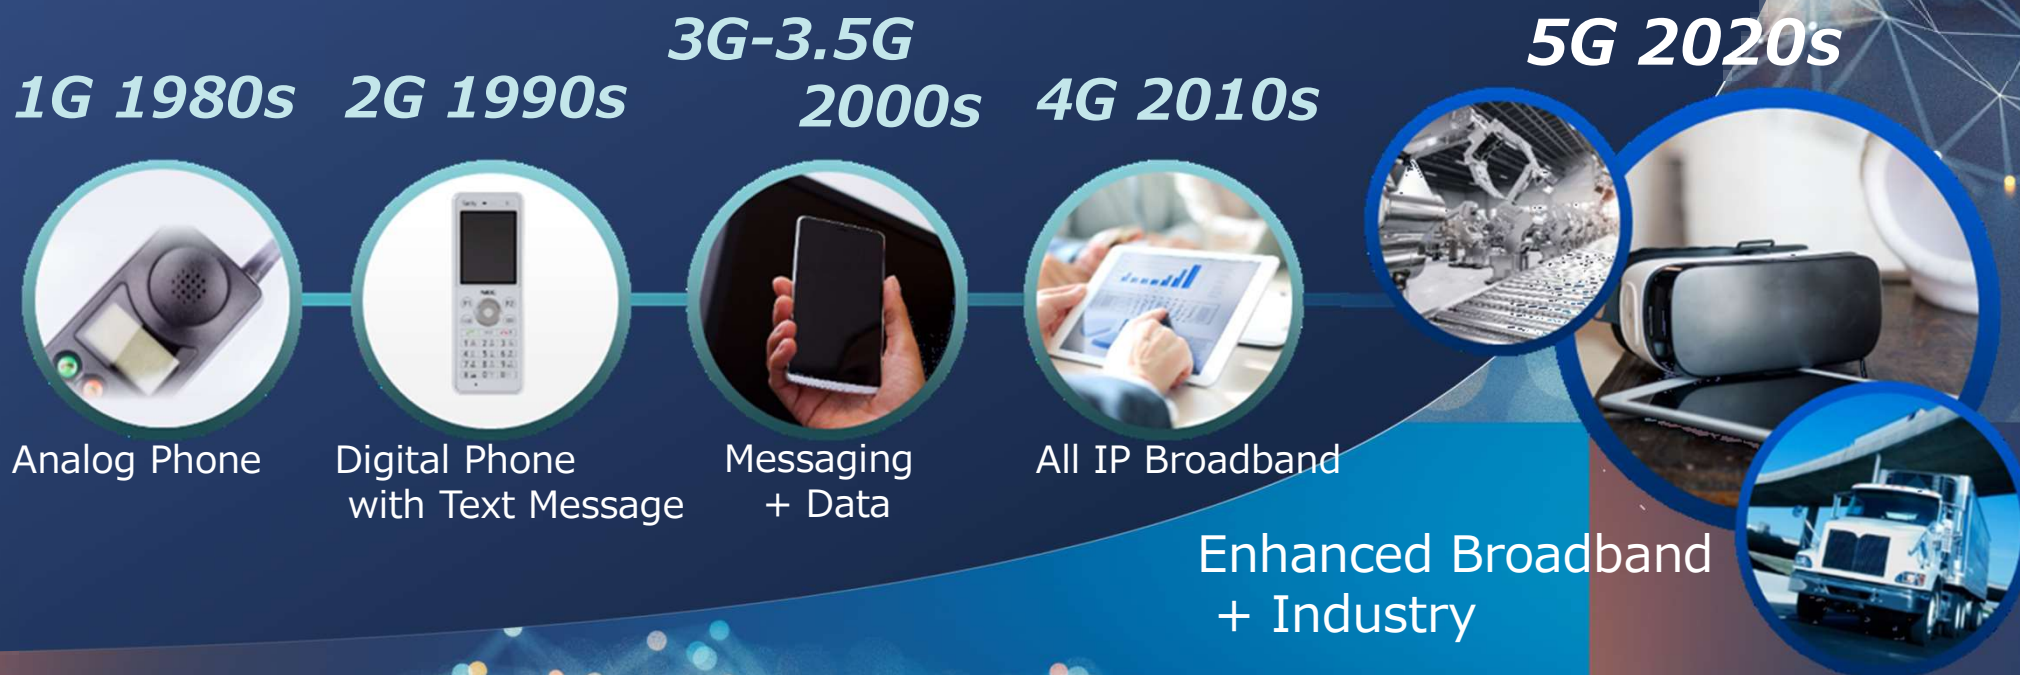 1G 1980s
2G 1990s
3G-3.5G
2000s
4G 2010s
5G 2020s
NEC
Analog Phone
Digital Phone
with Text Message
Messaging
+ Data
All IP Broadband
Enhanced Broadband
+ Industry